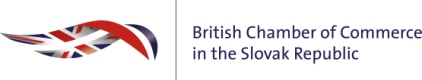 British Chamber of Commerce
in the Slovak Republic